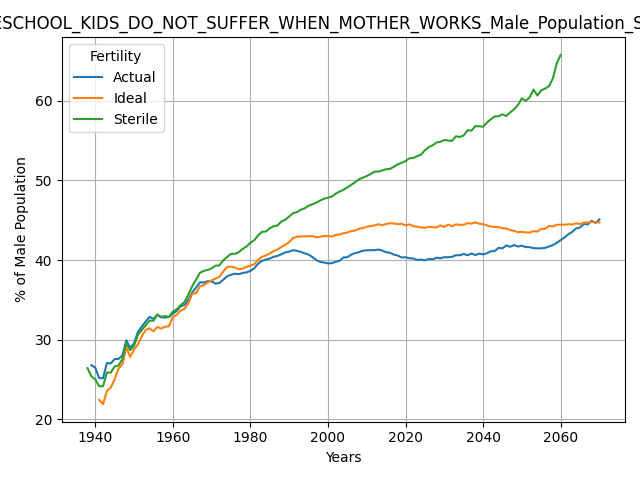 ESCHOOL_KIDS_DO_NOT_SUFFER_WHEN_MOTHER_WORKS_Male_Population_S
Fertility
Actual
Ideal
Sterile
% of Male Population
60
50
40
30
20
1940 1960 1980 2000 2020 2040 2060
Years